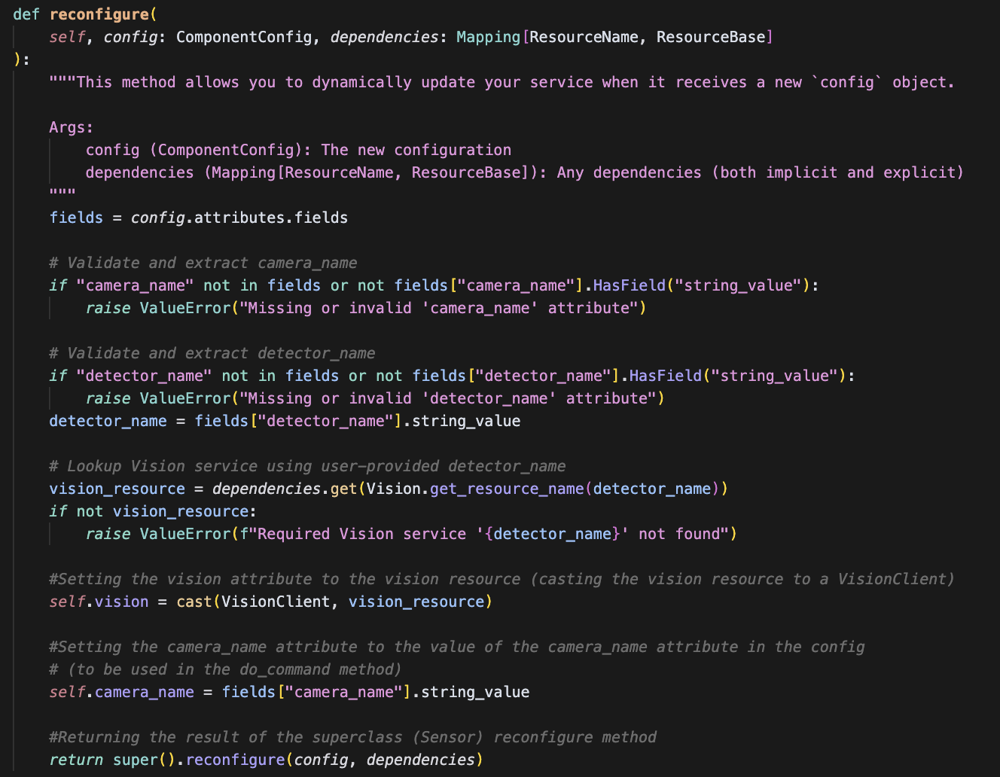 def reconfigure(
    self, config: ComponentConfig, dependencies: Mapping[ResourceName, ResourceBase]
):
    """This method allows you to dynamically update your service when it receives a new `config` object.

    Args:
        config (ComponentConfig): The new configuration
        dependencies (Mapping[ResourceName, ResourceBase]): Any dependencies (both implicit and explicit)
    """
    fields = config.attributes.fields

    # Validate and extract camera_name
    if "camera_name" not in fields or not fields["camera_name"].HasField("string_value"):
        raise ValueError("Missing or invalid 'camera_name' attribute")

    # Validate and extract detector_name
    if "detector_name" not in fields or not fields["detector_name"].HasField("string_value"):
        raise ValueError("Missing or invalid 'detector_name' attribute")
    detector_name = fields["detector_name"].string_value

    # Lookup Vision service using user-provided detector_name
    vision_resource = dependencies.get(Vision.get_resource_name(detector_name))
    if not vision_resource:
        raise ValueError(f"Required Vision service '{detector_name}' not found")

    #Setting the vision attribute to the vision resource (casting the vision resource to a VisionClient)
    self.vision = cast(VisionClient, vision_resource)

    #Setting the camera_name attribute to the value of the camera_name attribute in the config
    # (to be used in the do_command method)
    self.camera_name = fields["camera_name"].string_value

    #Returning the result of the superclass (Sensor) reconfigure method
    return super().reconfigure(config, dependencies)